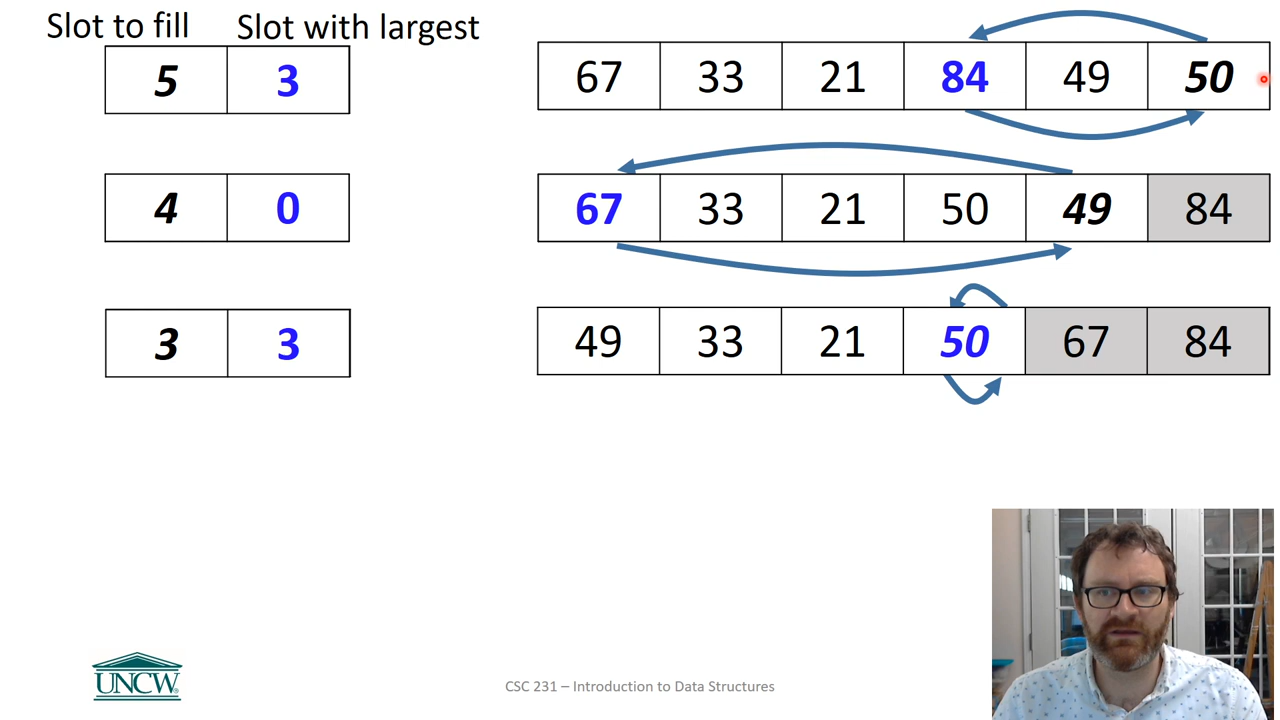 Slot to fill Slot with largest
5 3 67 33 21 84 49 50
4 0 67 33 21 50 49 84
3 3 49 33 21 50 67 84
UNCW
CSC 231 – Introduction to Data Structures